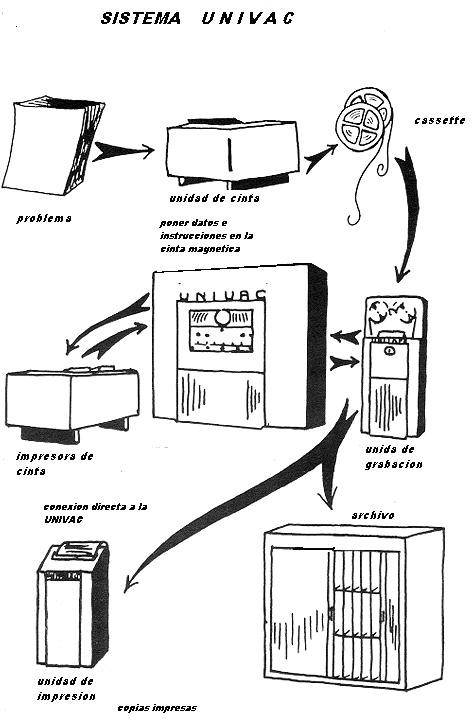 SISTEMA UNIVAC
cassette
problema
unidad de cinta
poner datos e
instrucciones en la
cinta magnetica
UNIVAC
impresora de
cinta
unida de
grabacion
conexion directa a la
UNIVAC
archivo
unidad de
impresion
copias impresas